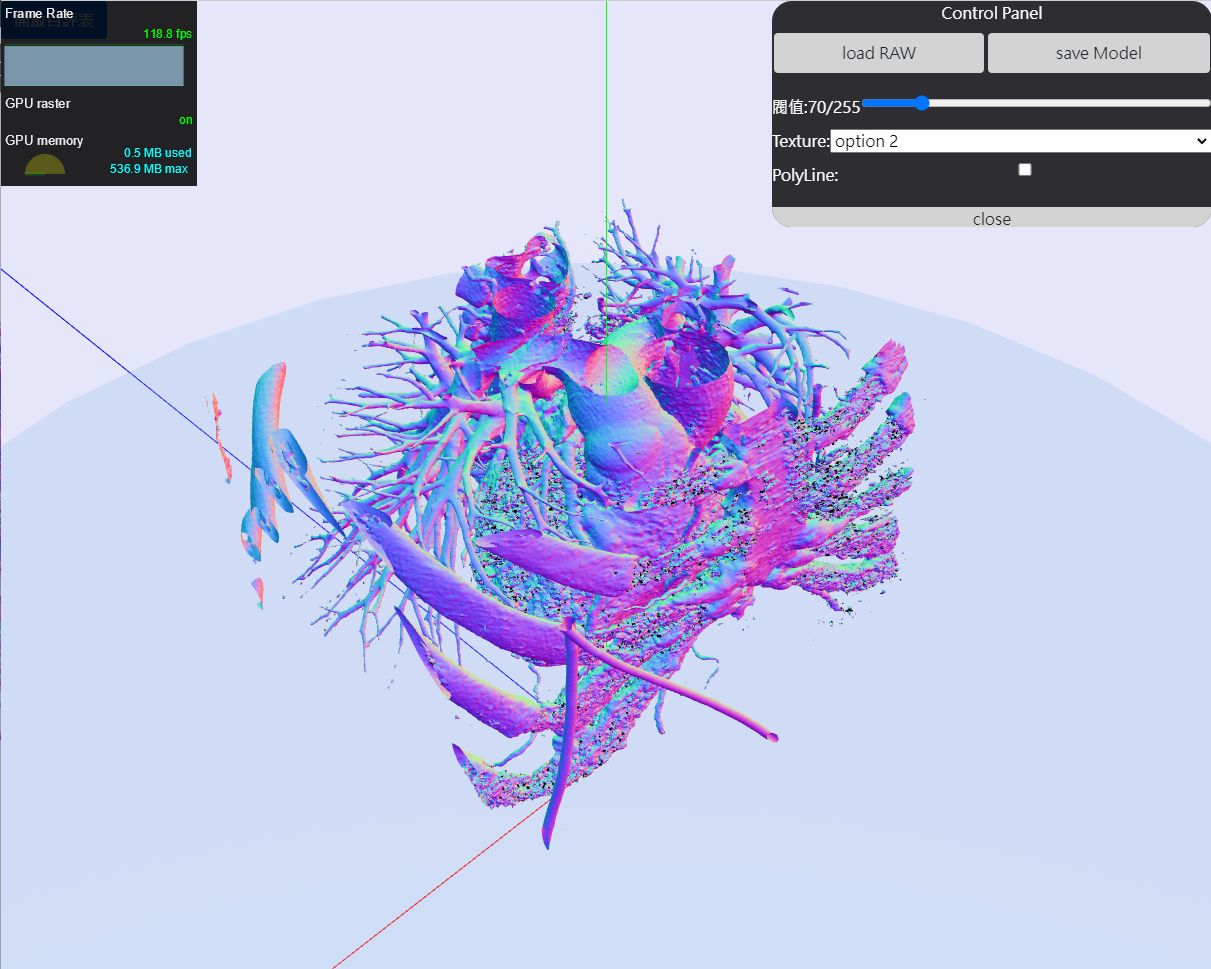 Frame Rate
118.8 fps
GPU raster
on
GPU memory
0.5 MB used
536.9 MB max
Control Panel
load RAW
save Model
閥值:70/255
Texture: option 2
PolyLine:
close